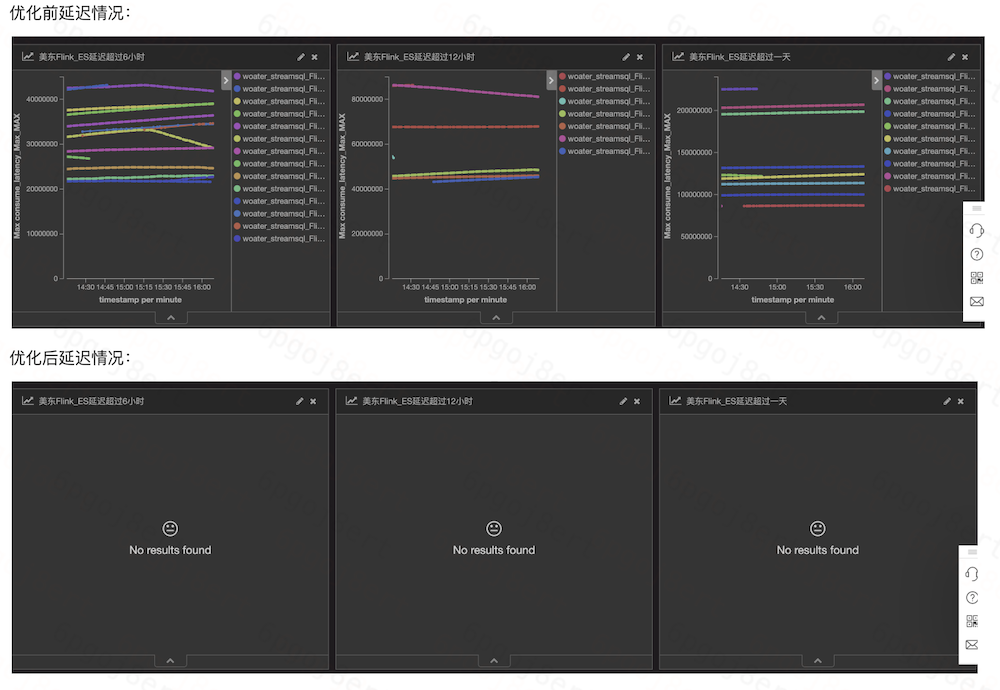 优化前延迟情况：
美东Flink_ES延迟超过6小时
美东Flink_ES延迟超过12小时
美东Flink_ES延迟超过一天
Max consume_latency_Max_MAX
40000000
30000000
20000000
10000000
0
14:30 14:45 15:00 15:15 15:30 15:45 16:00
timestamp per minute
woater_streamsql_Fli...
woater_streamsql_Fli...
woater_streamsql_Fli...
woater_streamsql_Fli...
woater_streamsql_Fli...
woater_streamsql_Fli...
woater_streamsql_Fli...
woater_streamsql_Fli...
woater_streamsql_Fli...
woater_streamsql_Fli...
woater_streamsql_Fli...
woater_streamsql_Fli...
woater_streamsql_Fli...
woater_streamsql_Fli...
Max consume_latency_Max_MAX
80000000
60000000
40000000
20000000
0
14:30 14:45 15:00 15:15 15:30 15:45 16:00
timestamp per minute
woater_streamsql_Fli...
woater_streamsql_Fli...
woater_streamsql_Fli...
woater_streamsql_Fli...
woater_streamsql_Fli...
woater_streamsql_Fli...
woater_streamsql_Fli...
Max consume_latency_Max_MAX
200000000
150000000
100000000
50000000
0
14:30 15:00 15:30 16:00
timestamp per minute
woater_streamsql_Fli...
woater_streamsql_Fli...
woater_streamsql_Fli...
woater_streamsql_Fli...
woater_streamsql_Fli...
woater_streamsql_Fli...
woater_streamsql_Fli...
woater_streamsql_Fli...
woater_streamsql_Fli...
woater_streamsql_Fli...
优化后延迟情况：
美东Flink_ES延迟超过6小时
美东Flink_ES延迟超过12小时
美东Flink_ES延迟超过一天
No results found
No results found
No results found